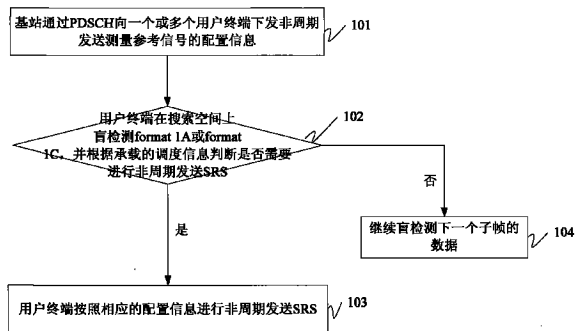 基站通过PDSCH向一个或多个用户终端下发非周期
发送测量参考信号的配置信息
101
用户终端在搜索空间上
盲检测format 1A或format
1C，并根据承载的调度信息判断是否需要
进行非周期发送SRS
102
否
是
继续盲检测下一个子帧的
数据
104
用户终端按照相应的配置信息进行非周期发送SRS
103